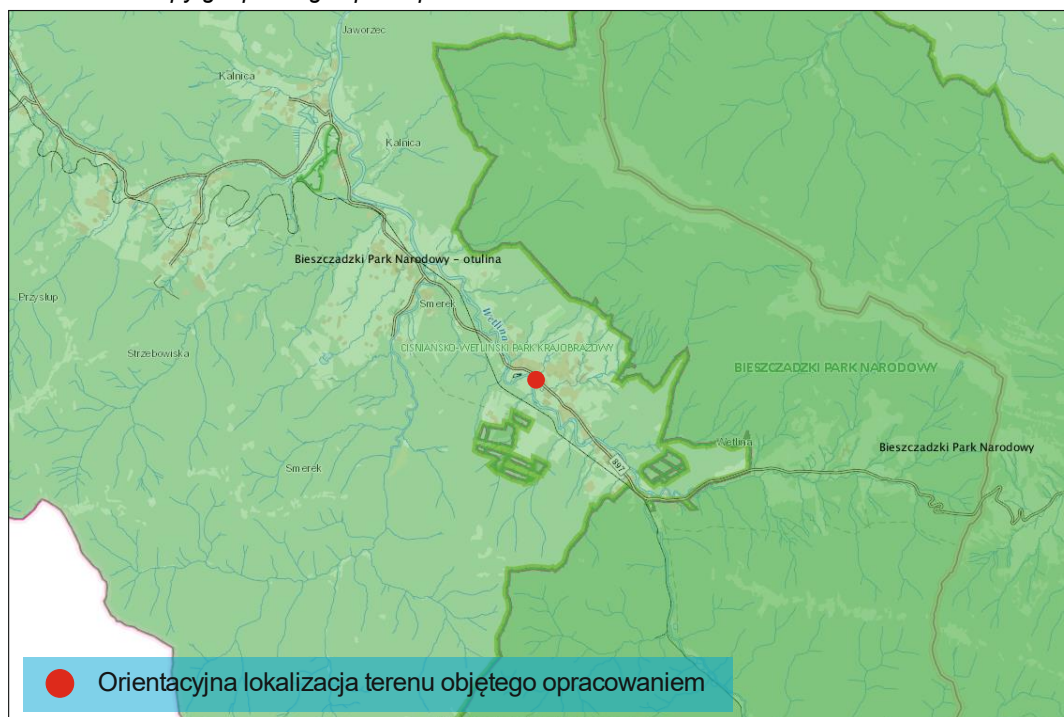 Jaworzec
Kalnica
Kalnica
Bieszczadzki Park Narodowy – otulina
Przysłup
Smerek
Wetlina
Strzebowiska
CIŚNIAŃSKO-WETLIŃSKI PARK KRAJOBRAZOWY
BIESZCZADZKI PARK NARODOWY
Wetlina
Bieszczadzki Park Narodowy
897
Smerek
Orientacyjna lokalizacja terenu objętego opracowaniem